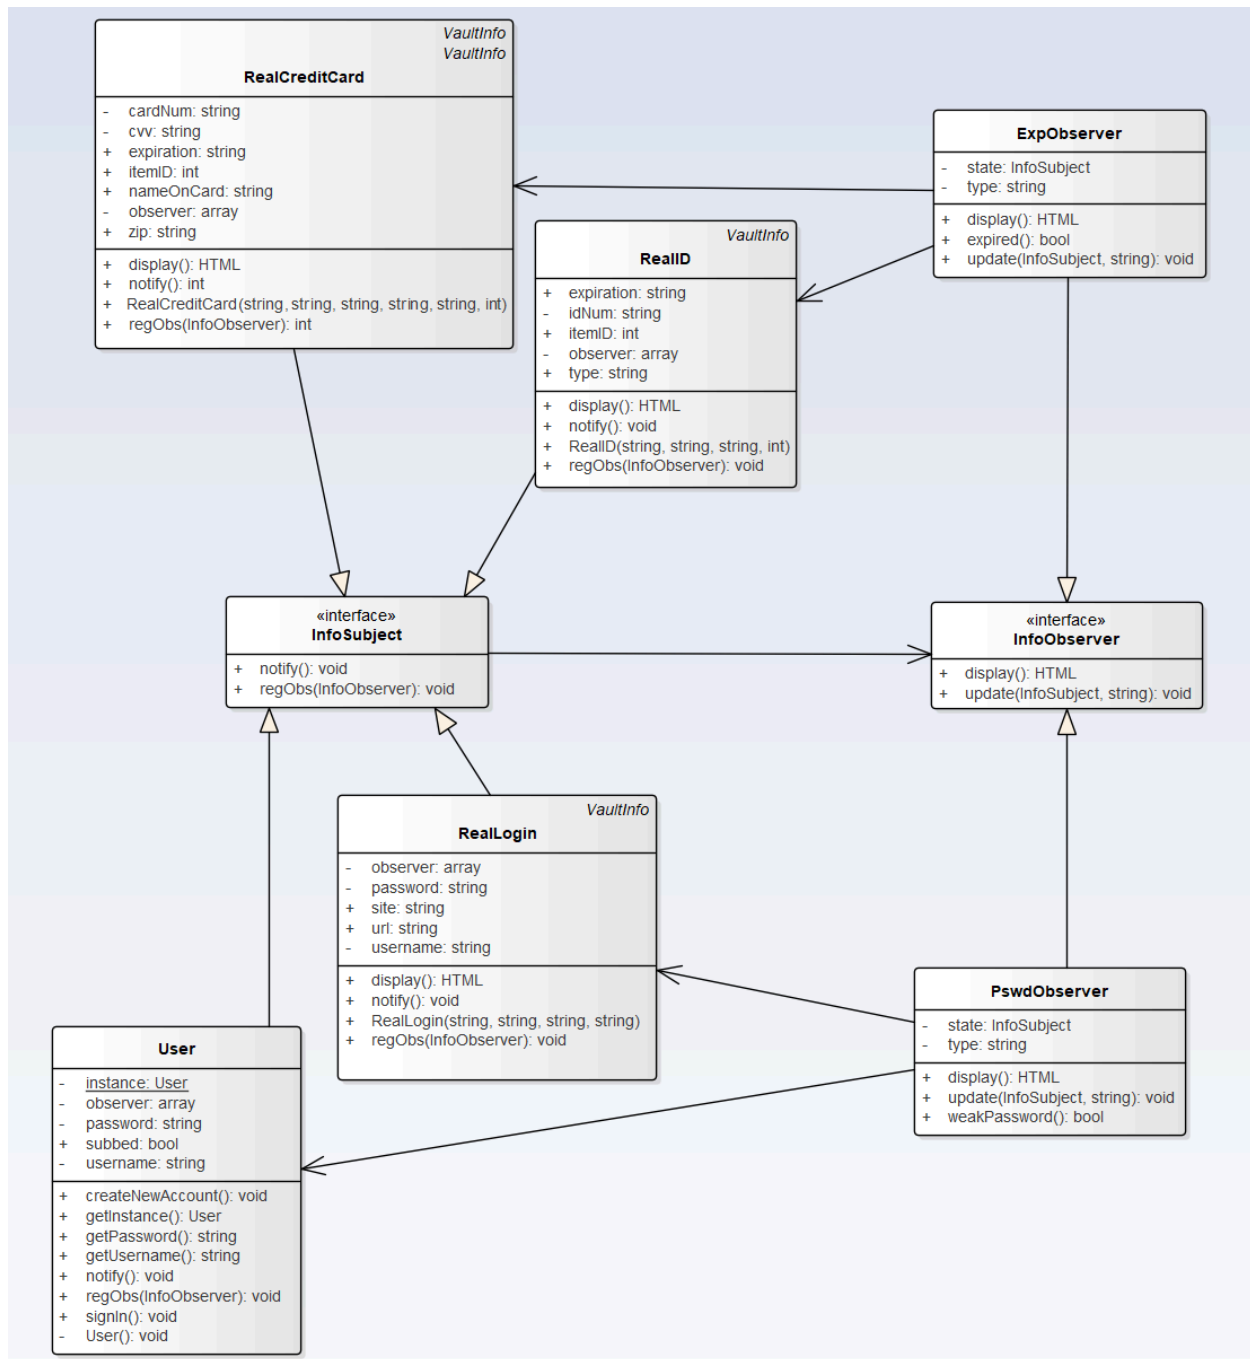 VaultInfo
VaultInfo
RealCreditCard
- cardNum: string
- cvv: string
+ expiration: string
+ itemID: int
+ nameOnCard: string
- observer: array
+ zip: string
+ display(): HTML
+ notify(): int
+ RealCreditCard(string, string, string, string, string, int)
+ regObs(InfoObserver): int
ExpObserver
- state: InfoSubject
- type: string
+ display(): HTML
+ expired(): bool
+ update(InfoSubject, string): void
VaultInfo
RealID
+ expiration: string
- idNum: string
+ itemID: int
- observer: array
+ type: string
+ display(): HTML
+ notify(): void
+ RealID(string, string, string, int)
+ regObs(InfoObserver): void
«interface»
InfoSubject
+ notify(): void
+ regObs(InfoObserver): void
«interface»
InfoObserver
+ display(): HTML
+ update(InfoSubject, string): void
VaultInfo
RealLogin
- observer: array
- password: string
+ site: string
+ url: string
- username: string
+ display(): HTML
+ notify(): void
+ RealLogin(string, string, string, string)
+ regObs(InfoObserver): void
PswdObserver
- state: InfoSubject
- type: string
+ display(): HTML
+ update(InfoSubject, string): void
+ weakPassword(): bool
User
- instance: User
- observer: array
- password: string
+ subbed: bool
- username: string
+ createNewAccount(): void
+ getInstance(): User
+ getPassword(): string
+ getUsername(): string
+ notify(): void
+ regObs(InfoObserver): void
+ signIn(): void
- User(): void